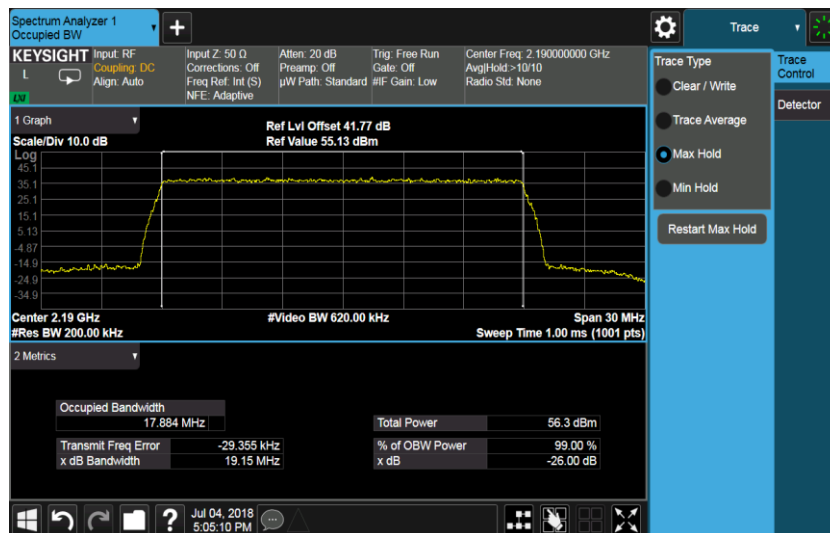 Spectrum Analyzer 1
Occupied BW
+
Trace
KEYSIGHT
L
LXI
Input: RF
Coupling: DC
Align: Auto
Input Z: 50 Ω
Corrections: Off
Freq Ref: Int (S)
NFE: Adaptive
Atten: 20 dB
Preamp: Off
µW Path: Standard
Trig: Free Run
Gate: Off
#IF Gain: Low
Center Freq: 2.190000000 GHz
Avg|Hold:>10/10
Radio Std: None
Trace Type
Clear / Write
Trace Average
Max Hold
Min Hold
Restart Max Hold
Trace
Control
Detector
1 Graph
Scale/Div 10.0 dB
Ref Lvl Offset 41.77 dB
Ref Value 55.13 dBm
Log
45.1
35.1
25.1
15.1
5.13
-4.87
-14.9
-24.9
-34.9
Center 2.19 GHz
#Res BW 200.00 kHz
#Video BW 620.00 kHz
Span 30 MHz
Sweep Time 1.00 ms (1001 pts)
2 Metrics
Occupied Bandwidth
17.884 MHz
Total Power 56.3 dBm
Transmit Freq Error -29.355 kHz
% of OBW Power 99.00 %
x dB Bandwidth 19.15 MHz
x dB -26.00 dB
?
Jul 04, 2018
5:05:10 PM